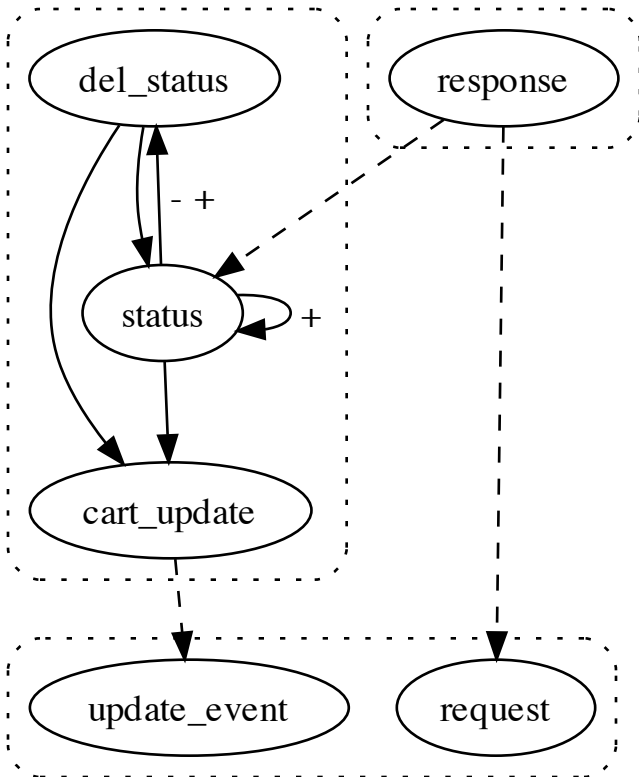 del_status
response
- +
status
+
cart_update
update_event
request